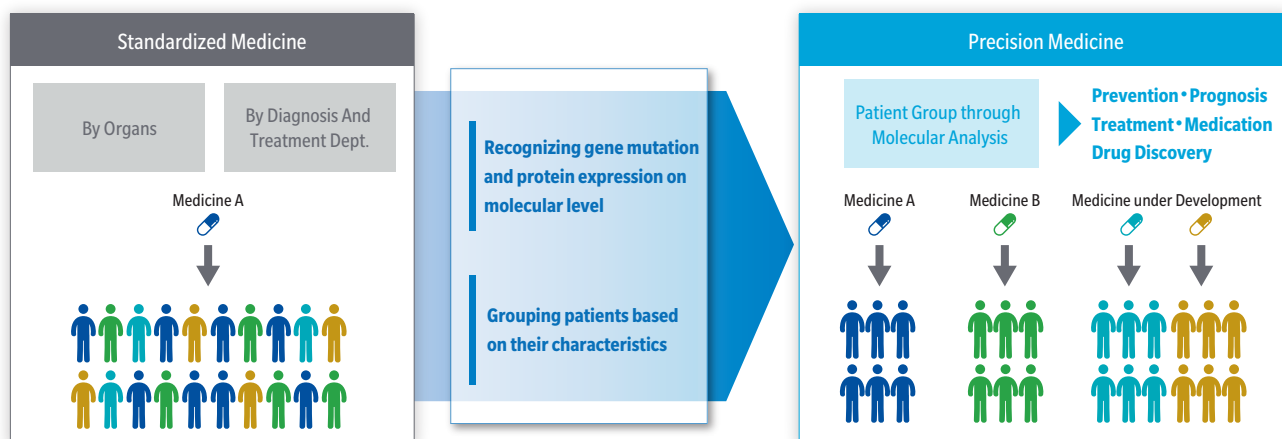 Standardized Medicine
By Organs
By Diagnosis And
Treatment Dept.
Medicine A
Recognizing gene mutation
and protein expression on
molecular level
Grouping patients based
on their characteristics
Precision Medicine
Patient Group through
Molecular Analysis
Prevention・Prognosis
Treatment・Medication
Drug Discovery
Medicine A
Medicine B
Medicine under Development